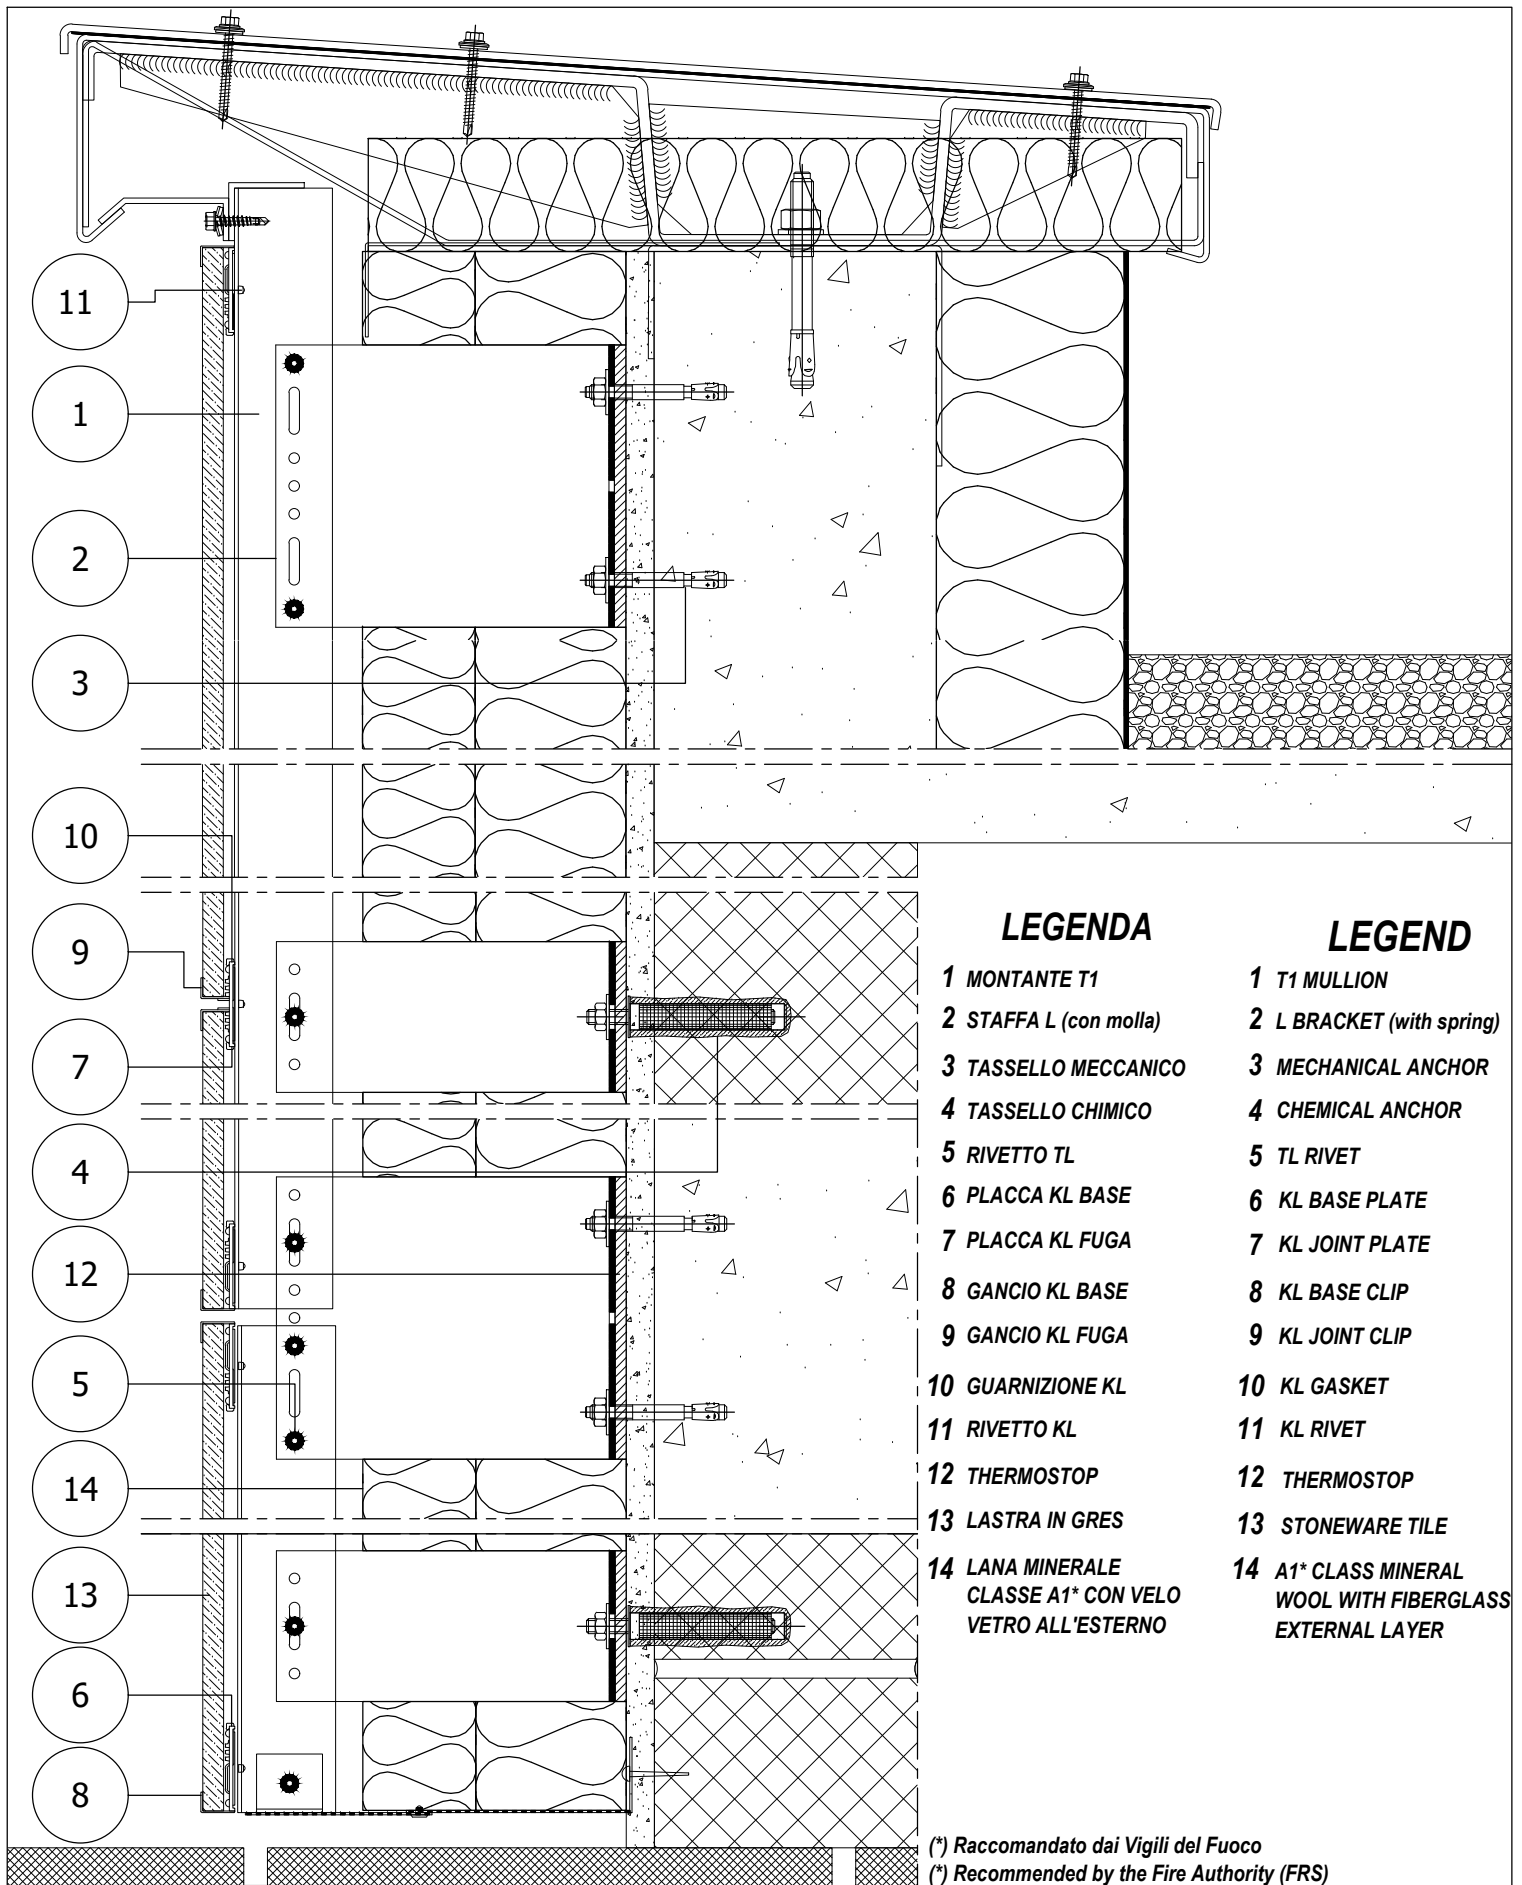 11
1
2
3
10
9
7
4
12
5
14
13
6
8
LEGENDA
1 MONTANTE T1
2 STAFFA L (con molla)
3 TASSELLO MECCANICO
4 TASSELLO CHIMICO
5 RIVETTO TL
6 PLACCA KL BASE
7 PLACCA KL FUGA
8 GANCIO KL BASE
9 GANCIO KL FUGA
10 GUARNIZIONE KL
11 RIVETTO KL
12 THERMOSTOP
13 LASTRA IN GRES
14 LANA MINERALE
CLASSE A1* CON VELO
VETRO ALL'ESTERNO
LEGEND
1 T1 MULLION
2 L BRACKET (with spring)
3 MECHANICAL ANCHOR
4 CHEMICAL ANCHOR
5 TL RIVET
6 KL BASE PLATE
7 KL JOINT PLATE
8 KL BASE CLIP
9 KL JOINT CLIP
10 KL GASKET
11 KL RIVET
12 THERMOSTOP
13 STONEWARE TILE
14 A1* CLASS MINERAL
WOOL WITH FIBERGLASS
EXTERNAL LAYER
(*) Raccomandato dai Vigili del Fuoco
(*) Recommended by the Fire Authority (FRS)